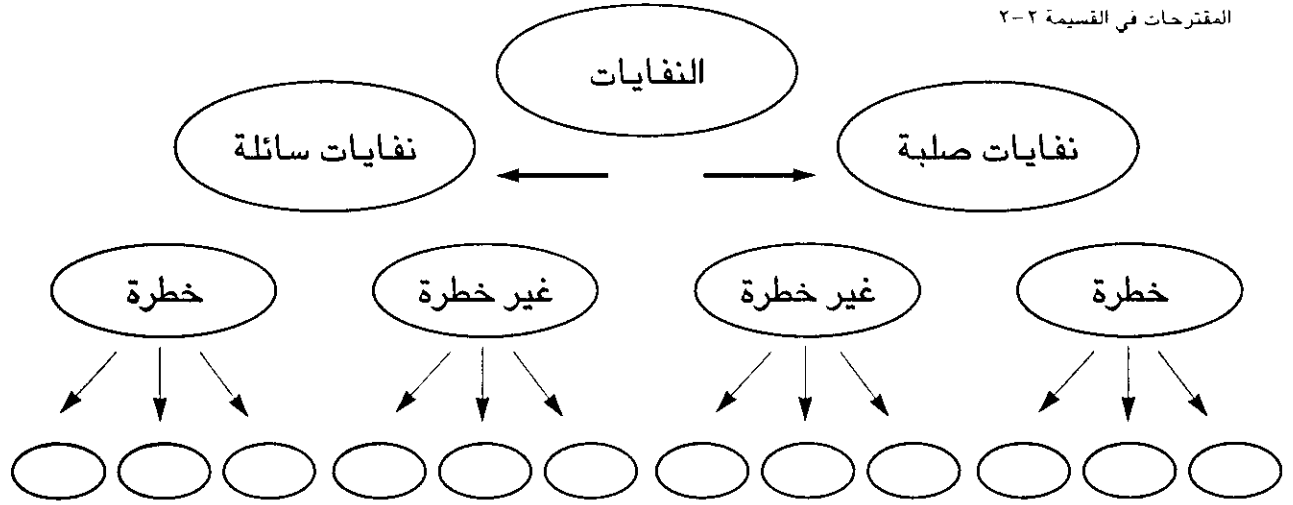 المقترحات في القسيمة ٢-٢
النفايات
نفايات صلبة
نفايات سائلة
خطرة
غير خطرة
غير خطرة
خطرة